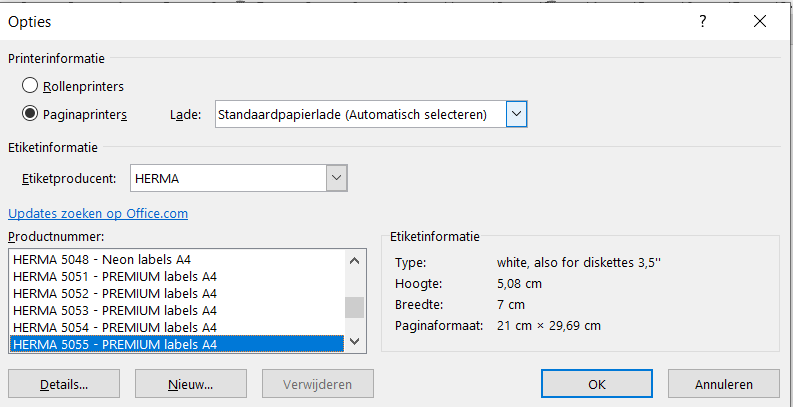 Opties
Printerinformatie
Rollenprinters
Paginaprinters Lade: Standaardpapierlade (Automatisch selecteren)
Etiketinformatie
Etiketproducent: HERMA
Updates zoeken op Office.com
Productnummer:
HERMA 5048 - Neon labels A4
HERMA 5051 - PREMIUM labels A4
HERMA 5052 - PREMIUM labels A4
HERMA 5053 - PREMIUM labels A4
HERMA 5054 - PREMIUM labels A4
HERMA 5055 - PREMIUM labels A4
Etiketinformatie
Type: white, also for diskettes 3,5''
Hoogte: 5,08 cm
Breedte: 7 cm
Paginaformaat: 21 cm × 29,69 cm
Details... Nieuw... Verwijderen OK Annuleren